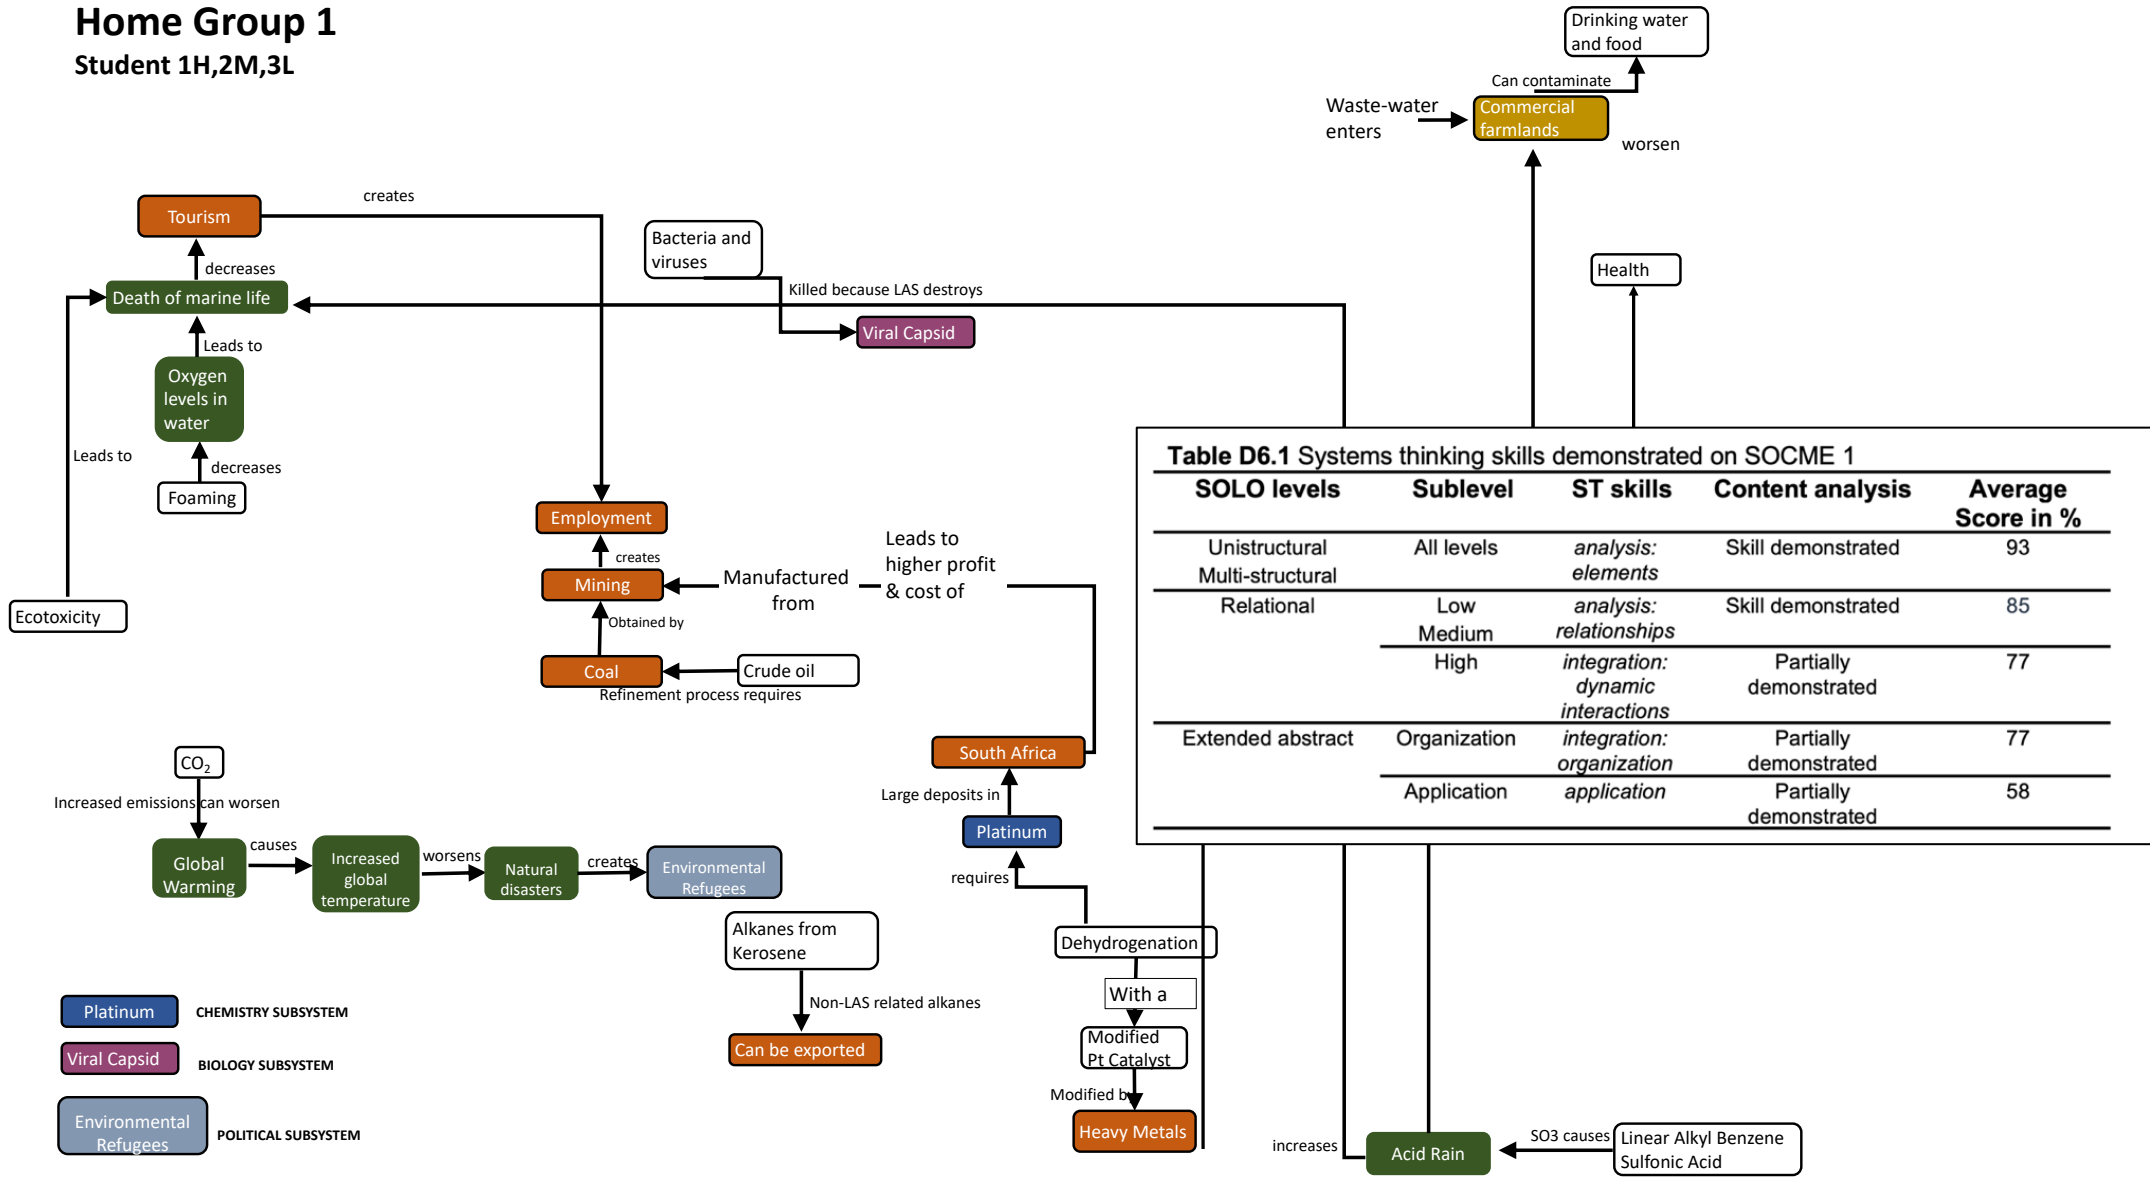 Home Group 1
Student 1H,2M,3L
Drinking water
and food
Can contaminate
Waste-water
enters
Commercial
farmlands
worsen
creates
Tourism
decreases
Death of marine life
Bacteria and
viruses
Killed because LAS destroys
Viral Capsid
Health
Leads to
Oxygen
levels in
water
Leads to
decreases
Foaming
Ecotoxicity
Employment
creates
Mining
Manufactured
from
Leads to
higher profit
& cost of
Obtained by
Coal
Crude oil
Refinement process requires
Table D6.1 Systems thinking skills demonstrated on SOCME 1
SOLO levels Sublevel ST skills Content analysis Average
Score in %
Unistructural All levels analysis: Skill demonstrated 93
Multi-structural elements
Relational Low analysis: Skill demonstrated 85
Medium relationships
High integration: Partially 77
dynamic demonstrated
interactions
Extended abstract Organization integration: Partially 77
organization demonstrated
Application application Partially 58
demonstrated
CO2
Increased emissions can worsen
Global
Warming
causes
Increased
global
temperature
worsens
Natural
disasters
creates
Environmental
Refugees
South Africa
Large deposits in
Platinum
requires
Dehydrogenation
With a
Modified
Pt Catalyst
Modified by
Heavy Metals
Alkanes from
Kerosene
Non-LAS related alkanes
Can be exported
Platinum CHEMISTRY SUBSYSTEM
Viral Capsid BIOLOGY SUBSYSTEM
Environmental
Refugees POLITICAL SUBSYSTEM
increases
Acid Rain
SO3 causes
Linear Alkyl Benzene
Sulfonic Acid